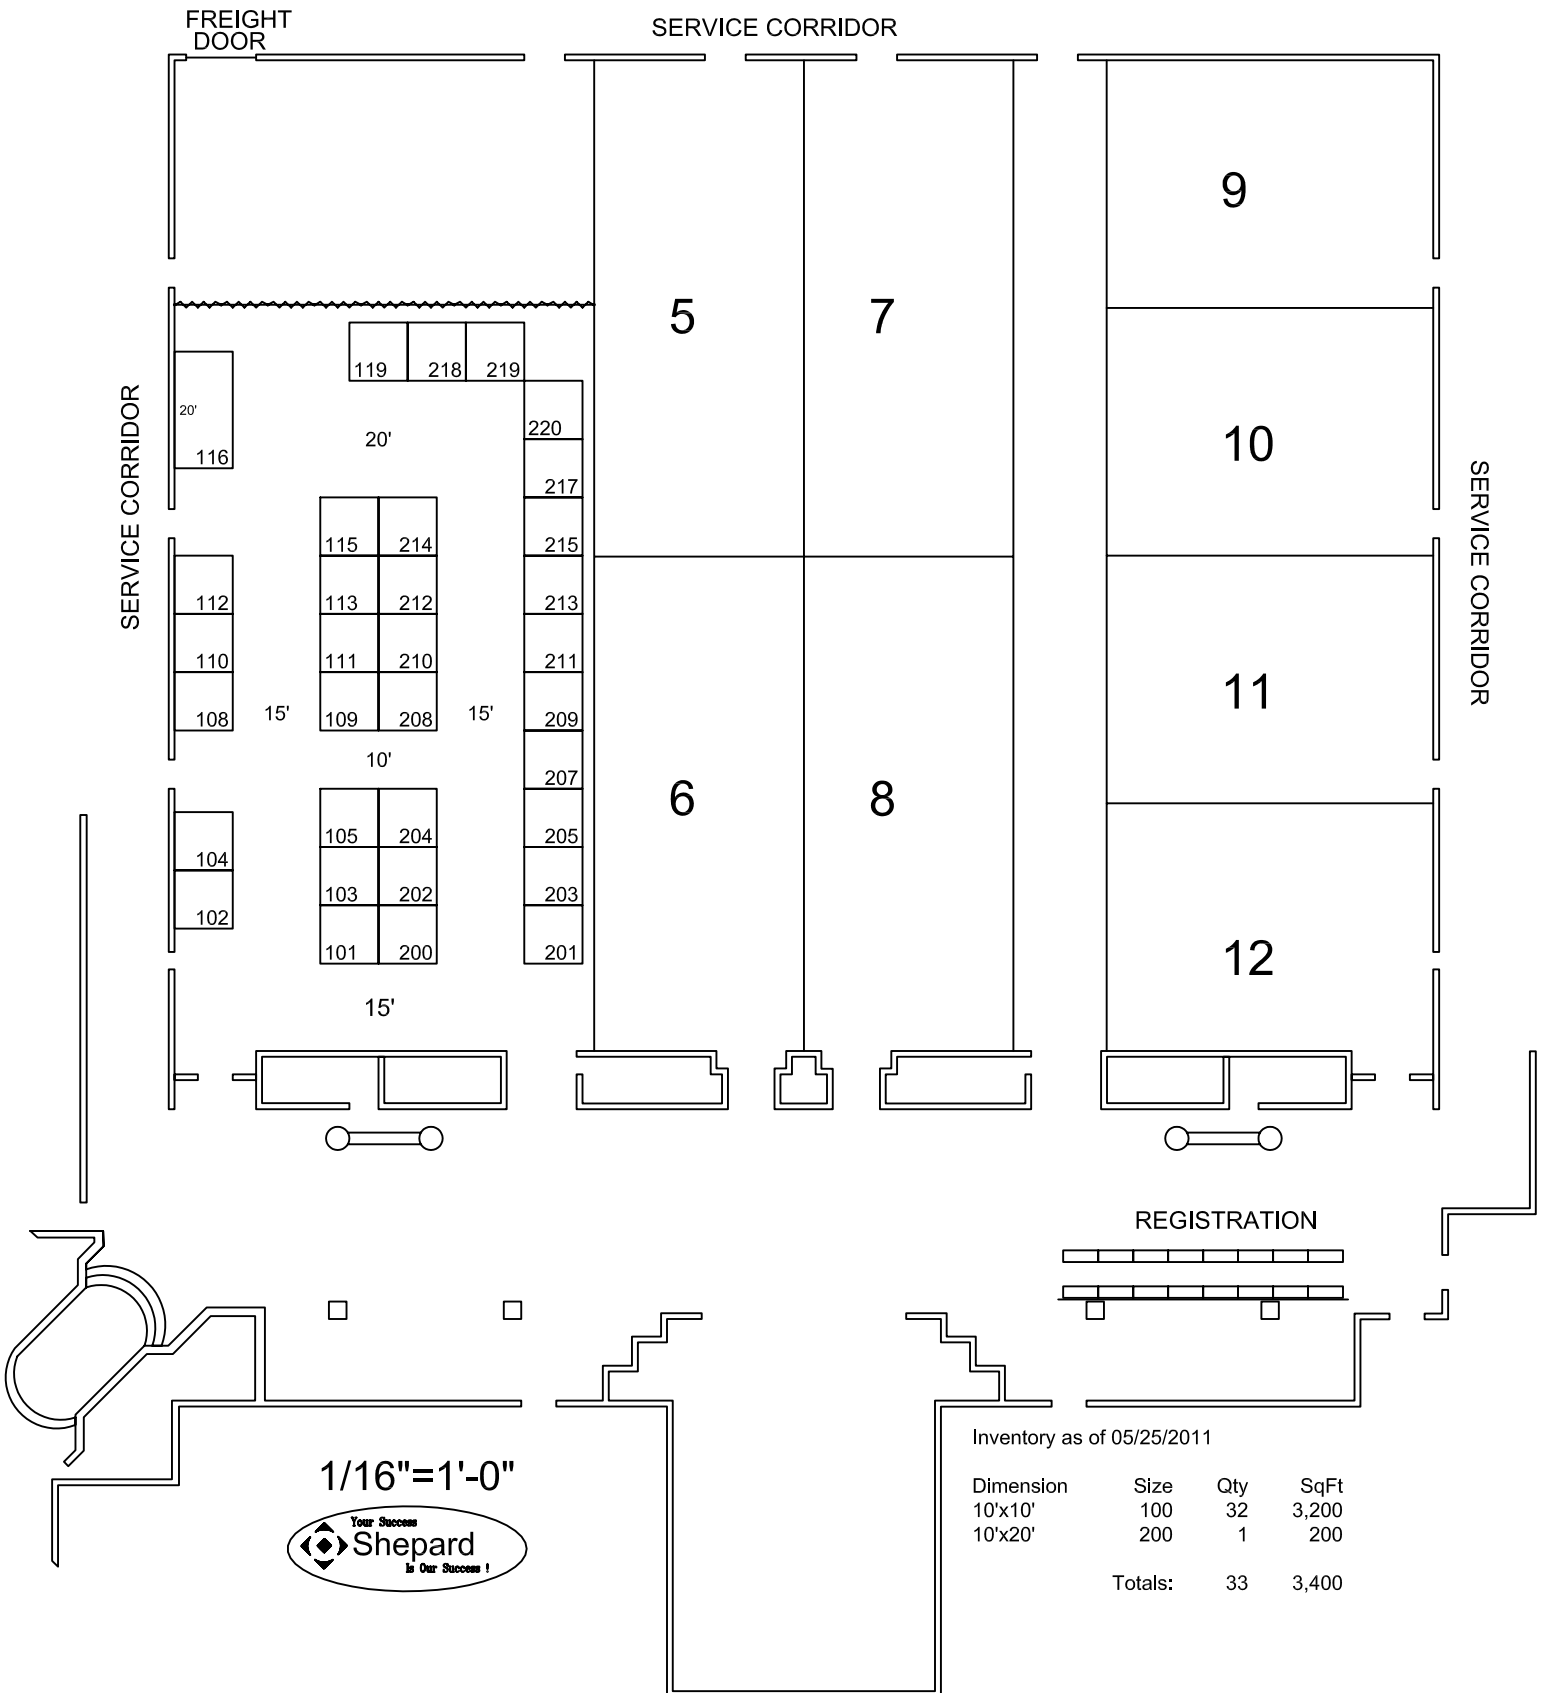 FREIGHT
DOOR
SERVICE CORRIDOR
9
5
7
119 218 219
SERVICE CORRIDOR
20'
116
20'
220
217
10
SERVICE CORRIDOR
115 214 215
112 113 212 213
110 111 210 211
108 15' 109 208 15' 209
11
10'
207
6
8
105 204 205
104
103 202 203
102
101 200 201
12
15'
REGISTRATION
1/16"=1'-0"
Your Success
Shepard
Is Our Success !
Inventory as of 05/25/2011
Dimension Size Qty SqFt
10'x10' 100 32 3,200
10'x20' 200 1 200
Totals: 33 3,400